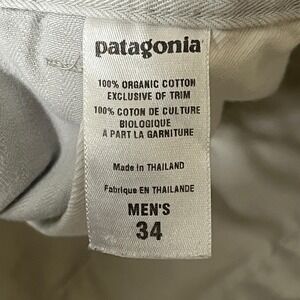 patagonia
100% ORGANIC COTTON
EXCLUSIVE OF TRIM
100% COTON DE CULTURE
BIOLOGIQUE
A PART LA GARNITURE
Made in THAILAND
Fabrique EN THAILANDE
MEN'S
34